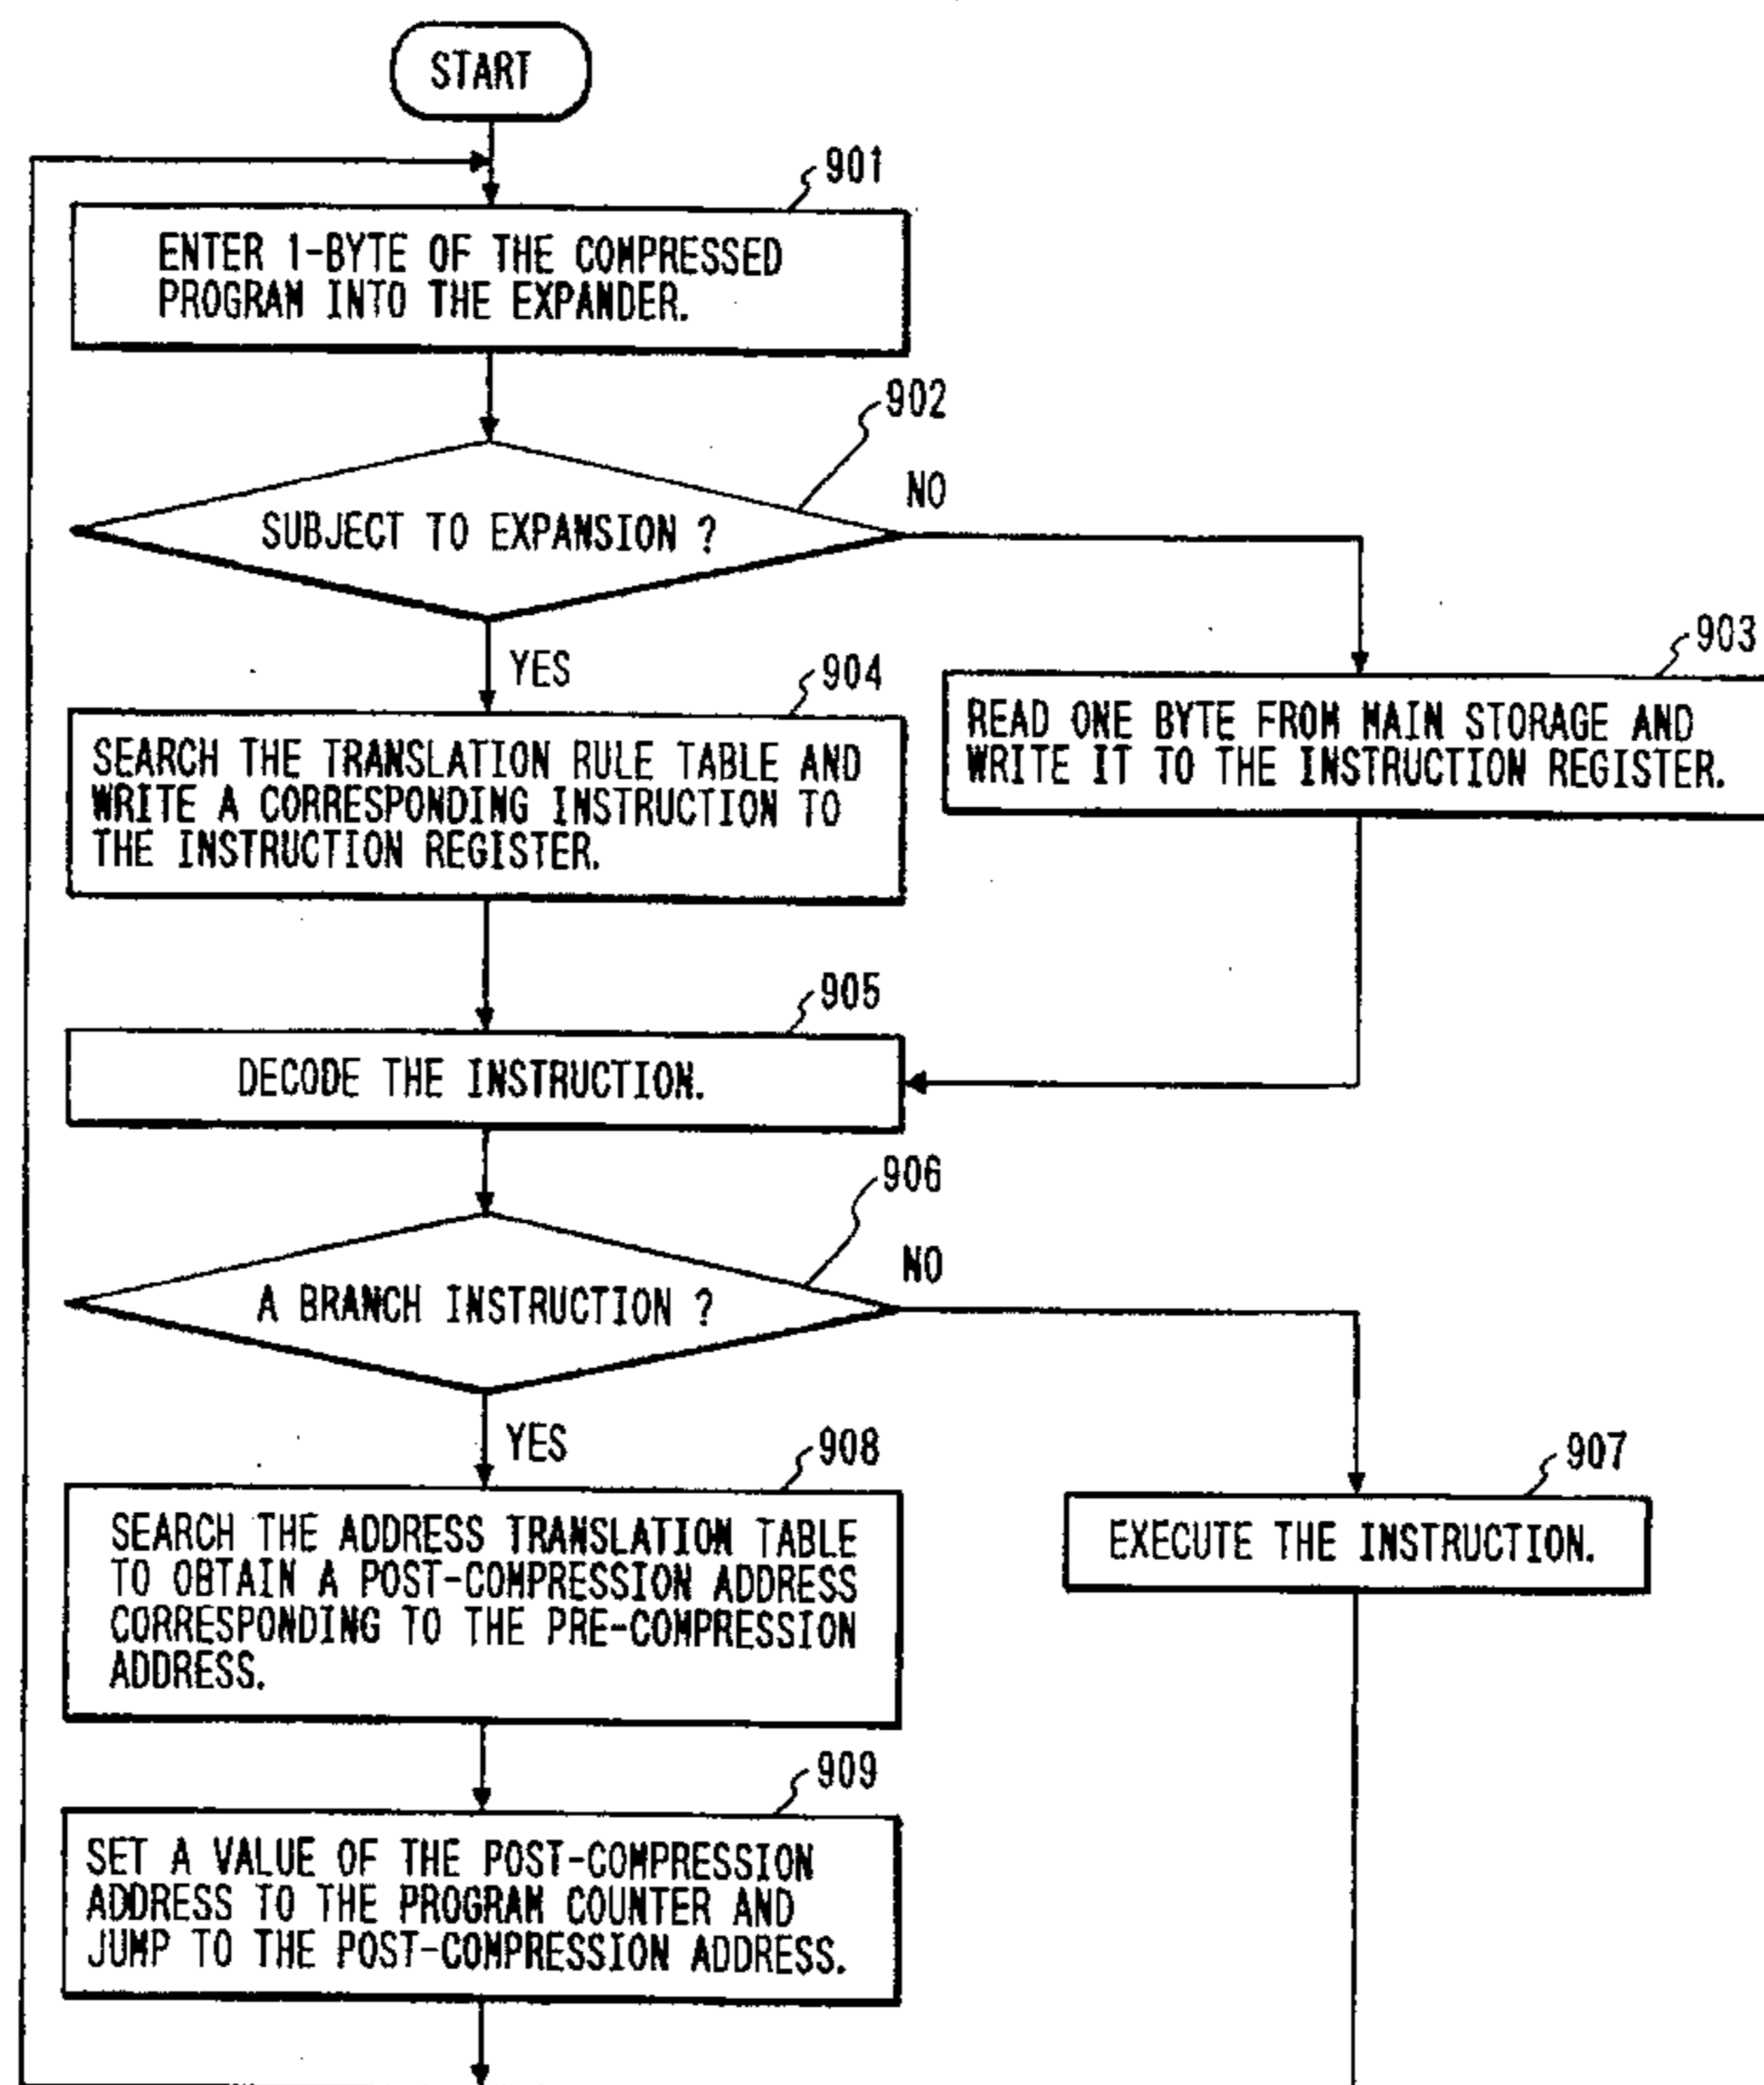 START
901
ENTER 1-BYTE OF THE COMPRESSED
PROGRAM INTO THE EXPANDER.
902
SUBJECT TO EXPANSION ?
NO
YES
903
READ ONE BYTE FROM MAIN STORAGE AND
WRITE IT TO THE INSTRUCTION REGISTER.
904
SEARCH THE TRANSLATION RULE TABLE AND
WRITE A CORRESPONDING INSTRUCTION TO
THE INSTRUCTION REGISTER.
905
DECODE THE INSTRUCTION.
906
A BRANCH INSTRUCTION ?
NO
YES
907
EXECUTE THE INSTRUCTION.
908
SEARCH THE ADDRESS TRANSLATION TABLE
TO OBTAIN A POST-COMPRESSION ADDRESS
CORRESPONDING TO THE PRE-COMPRESSION
ADDRESS.
909
SET A VALUE OF THE POST-COMPRESSION
ADDRESS TO THE PROGRAM COUNTER AND
JUMP TO THE POST-COMPRESSION ADDRESS.